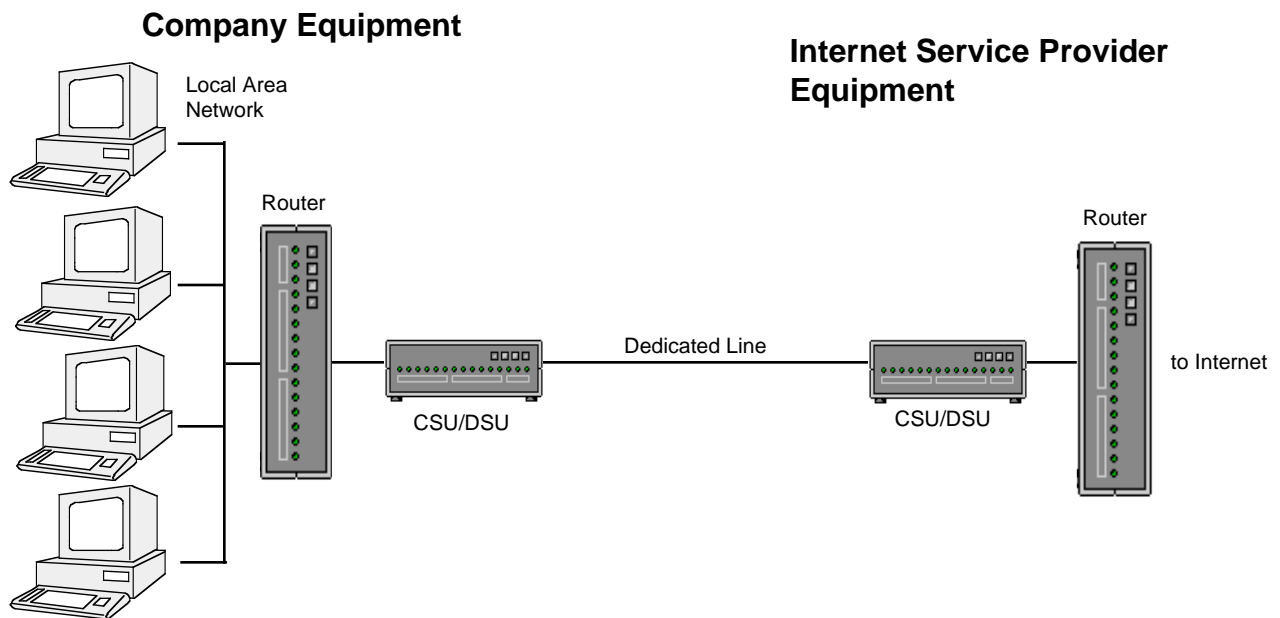 Company Equipment
Internet Service Provider
Equipment
Local Area
Network
Router
Router
Dedicated Line
to Internet
CSU/DSU
CSU/DSU